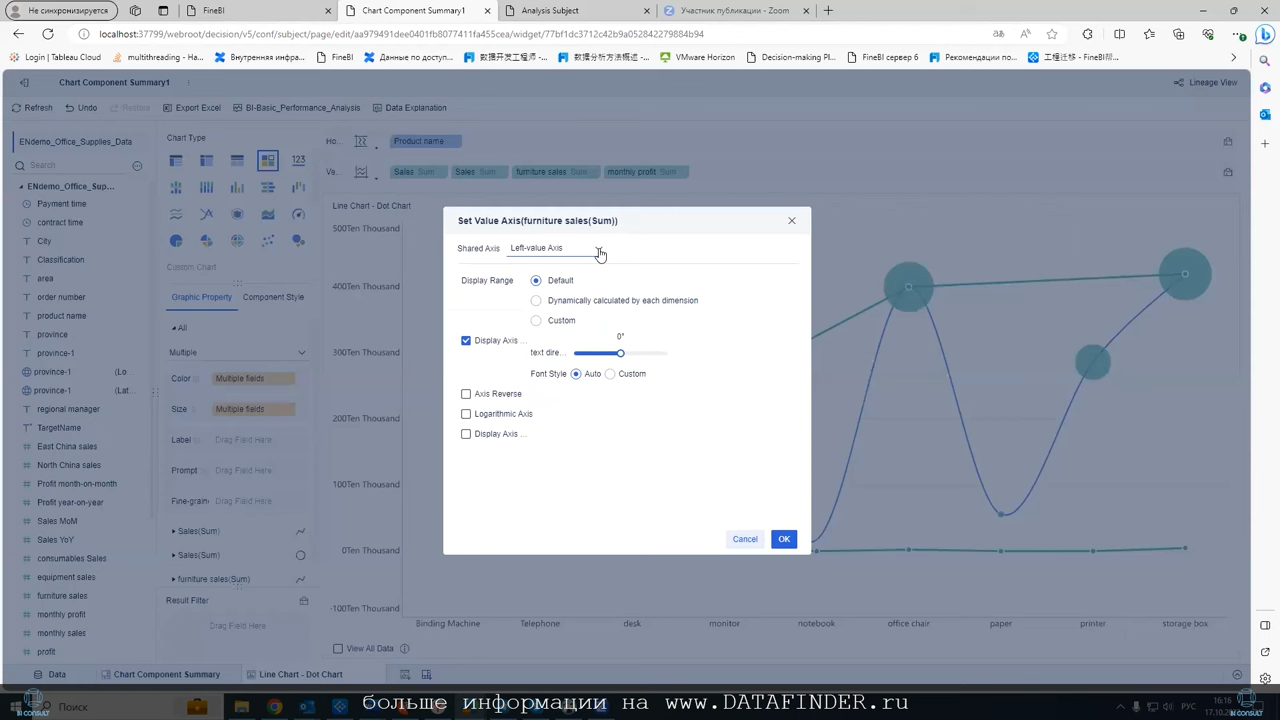 Не синхронизируется
FineBI
Chart Component Summary1
Analysis Subject
Участник публикации - Zoom
localhost:37799/webroot/decision/v5/conf/subject/page/edit/aa979491dee0401fb8077411fa455cea/widget/77bf1dc3712c42b9a052842279884b94
Login | Tableau Cloud
multithreading - Ha...
Внутренняя инфра...
FineBI
Данные по доступ...
数据开发工程师 -...
数据分析方法概述 -...
VMware Horizon
Decision-making Pl...
FineBI сервер 6
Рекомендации по...
工程迁移 - FineBI帮...
Chart Component Summary1
Lineage View
Refresh
Undo
Restore
Export Excel
BI-Basic_Performance_Analysis
Data Explanation
ENdemo_Office_Supplies_Data
Search
ENdemo_Office_Sup...
Payment time
contract time
City
Classification
area
order number
product name
province
province-1
province-1 (Lo...
province-1 (Lat...
regional manager
TargetName
East China sales
North China sales
Profit month-on-month
Profit year-on-year
Sales MoM
Sales YoY
consumables Sales
equipment sales
furniture sales
monthly profit
monthly sales
profit
Chart Type
123
Custom Chart
Graphic Property
Component Style
All
Multiple
Color
Multiple fields
Size
Multiple fields
Label
Drag Field Here
Prompt
Drag Field Here
Fine-grain
Drag Field Here
Sales(Sum)
Sales(Sum)
furniture sales(Sum)
Result Filter
Drag Field Here
Ho...
Product name
Va...
Sales Sum
Sales Sum
furniture sales Sum
monthly profit Sum
Line Chart - Dot Chart
500Ten Thousand
400Ten Thousand
300Ten Thousand
200Ten Thousand
100Ten Thousand
0Ten Thousand
-100Ten Thousand
Binding Machine
Telephone
desk
monitor
notebook
office chair
paper
printer
storage box
View All Data
Set Value Axis(furniture sales(Sum))
Shared Axis
Left-value Axis
Display Range
Default
Dynamically calculated by each dimension
Custom
Display Axis ...
0°
text dire...
Font Style
Auto
Custom
Axis Reverse
Logarithmic Axis
Display Axis ...
Cancel
OK
Data
Chart Component Summary
Line Chart - Dot Chart
Поиск
больше информации на www.DATAFINDER.ru
РУС
16:16
IN CONSULT
IN CONSULT